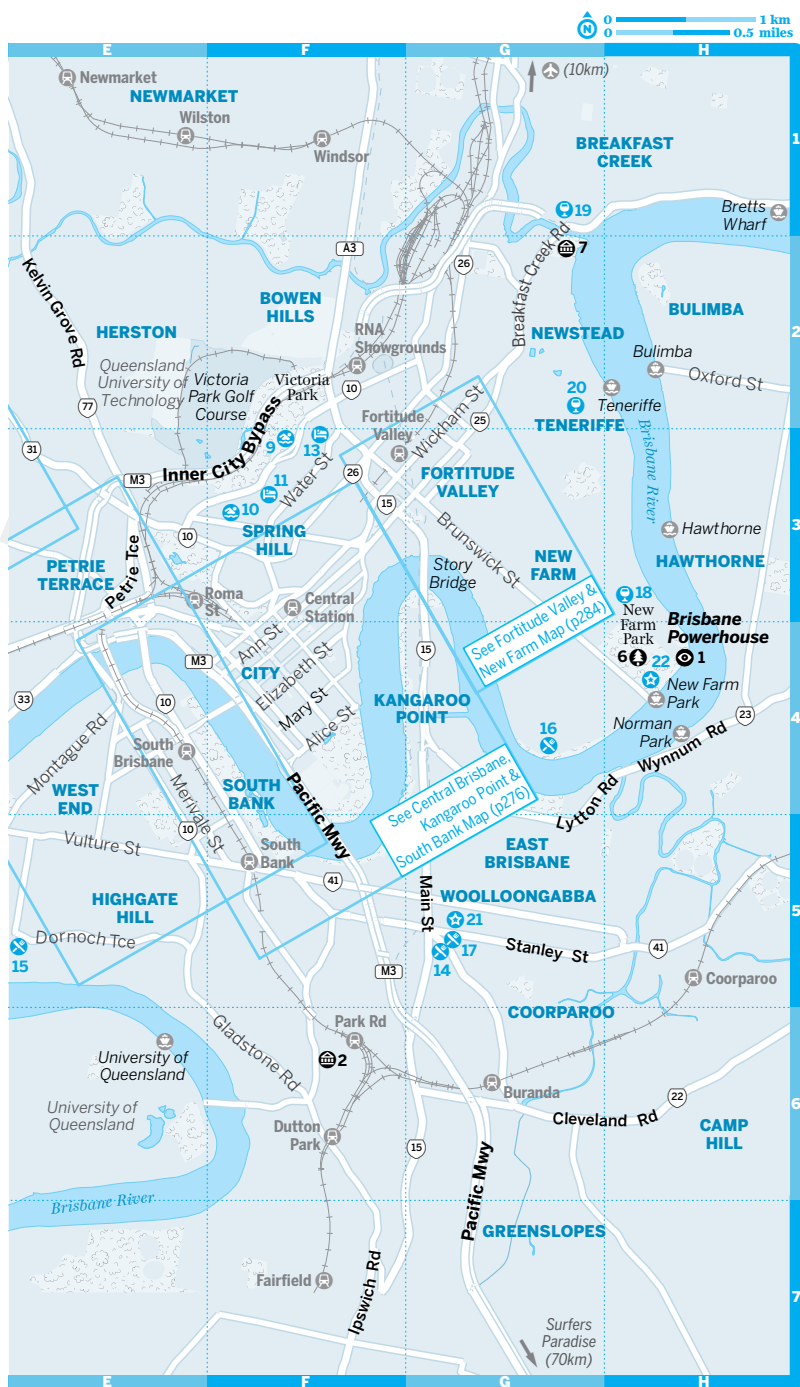 0 1 km
N
0 0.5 miles
E F G H
Newmarket
NEWMARKET
Wilston
Windsor
(10km)
BREAKFAST
CREEK
1
Bretts
Wharf
19
7
A3
26
Kelvin Grove Rd
Breakfast Creek Rd
BOWEN
HILLS
HERSTON
BULIMBA
2
NEWSTEAD
RNA
Showgrounds
Queensland
University of
Technology
Victoria
Park Golf
Course
Victoria
Park
10
Bulimba
Oxford St
20
Teneriffe
TENERIFFE
77
Fortitude
Valley
Wickham St
25
31
Inner City Bypass
9
13
Brisbane River
M3
11
Water St
26
FORTITUDE
VALLEY
10
15
SPRING
HILL
10
Hawthorne
3
Brunswick St
HAWTHORNE
PETRIE
TERRACE
Petrie Tce
Story
Bridge
NEW
FARM
Roma
St
Central
Station
18
New
Farm
Park
Brisbane
Powerhouse
See Fortitude Valley &
New Farm Map (p284)
Ann St
6
1
M3
15
CITY
Elizabeth St
22
New Farm
Park
33
10
Mary St
KANGAROO
POINT
4
Alice St
23
Montague Rd
South
Brisbane
16
Norman
Park
Wynnum Rd
WEST
END
Merivale St
SOUTH
BANK
Pacific Mwy
See Central Brisbane,
Kangaroo Point &
South Bank Map (p276)
Lytton Rd
10
Vulture St
South
Bank
EAST
BRISBANE
41
Main St
WOOLLOONGABBA
HIGHGATE
HILL
5
21
Dornoch Tce
17
Stanley St
41
15
14
M3
Coorparoo
COORPAROO
Gladstone Rd
Park Rd
University of
Queensland
2
Buranda
University of
Queensland
22
6
Cleveland Rd
Dutton
Park
CAMP
HILL
15
Pacific Mwy
Brisbane River
GREENSLOPES
Fairfield
Ipswich Rd
7
Surfers
Paradise
(70km)
E F G H